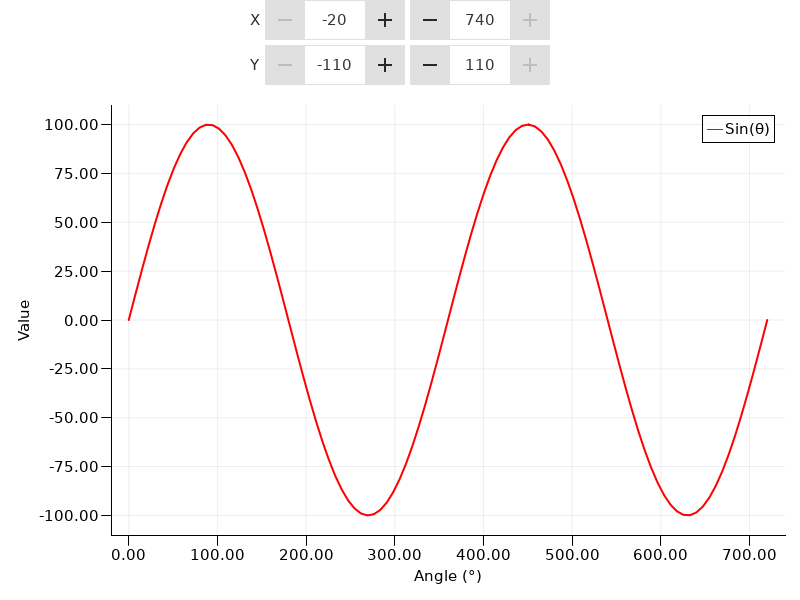 X − -20 + − 740 +
Y − -110 + − 110 +
Sin(θ)
100.00
75.00
50.00
25.00
0.00
-25.00
-50.00
-75.00
-100.00
Value
0.00 100.00 200.00 300.00 400.00 500.00 600.00 700.00
Angle (°)